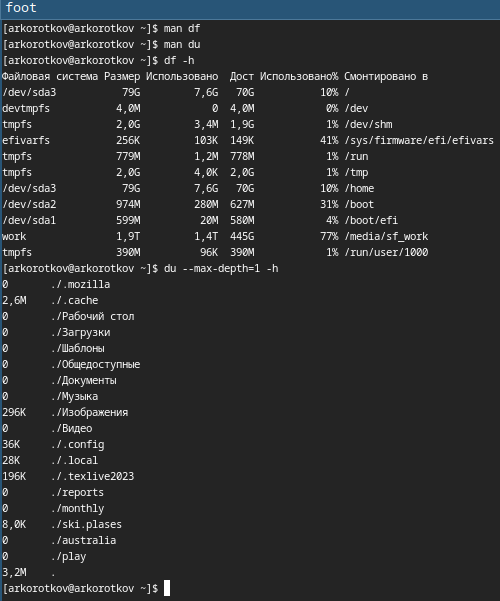 foot
[arkorotkov@arkorotkov ~]$ man df
[arkorotkov@arkorotkov ~]$ man du
[arkorotkov@arkorotkov ~]$ df -h
Файловая система Размер Использовано  Дост Использовано% Смонтировано в
/dev/sda3           79G         7,6G   70G           10% /
devtmpfs           4,0M            0  4,0M            0% /dev
tmpfs              2,0G         3,4M  1,9G            1% /dev/shm
efivarfs           256K         103K  149K           41% /sys/firmware/efi/efivars
tmpfs              779M         1,2M  778M            1% /run
tmpfs              2,0G         4,0K  2,0G            1% /tmp
/dev/sda3           79G         7,6G   70G           10% /home
/dev/sda2          974M         280M  627M           31% /boot
/dev/sda1          599M          20M  580M            4% /boot/efi
work               1,9T         1,4T  445G           77% /media/sf_work
tmpfs              390M          96K  390M            1% /run/user/1000
[arkorotkov@arkorotkov ~]$ du --max-depth=1 -h
0       ./.mozilla
2,6M    ./.cache
0       ./Рабочий стол
0       ./Загрузки
0       ./Шаблоны
0       ./Общедоступные
0       ./Документы
0       ./Музыка
296K    ./Изображения
0       ./Видео
36K     ./.config
28K     ./.local
196K    ./.texlive2023
0       ./reports
0       ./monthly
8,0K    ./ski.plases
0       ./australia
0       ./play
3,2M    .
[arkorotkov@arkorotkov ~]$